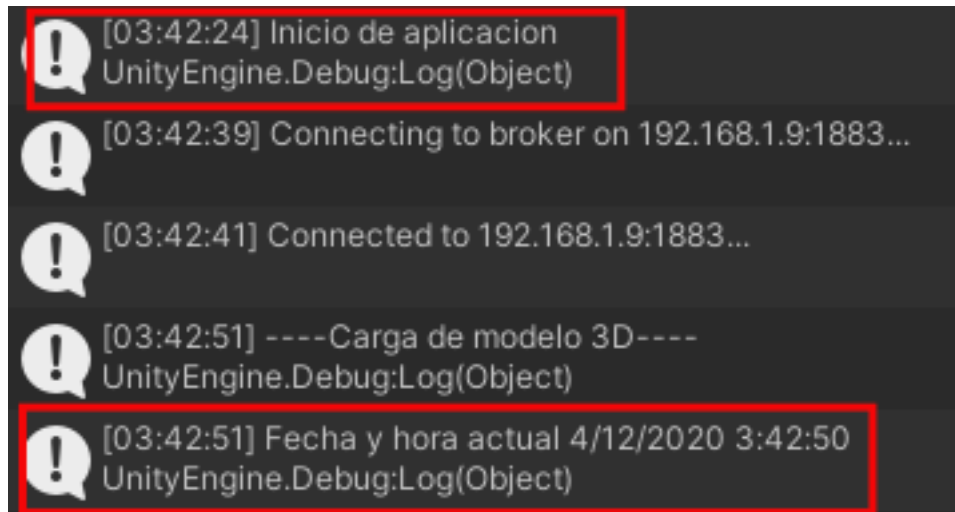 [03:42:24] Inicio de aplicacion
UnityEngine.Debug:Log(Object)
[03:42:39] Connecting to broker on 192.168.1.9:1883...
[03:42:41] Connected to 192.168.1.9:1883...
[03:42:51] ----Carga de modelo 3D----
UnityEngine.Debug:Log(Object)
[03:42:51] Fecha y hora actual 4/12/2020 3:42:50
UnityEngine.Debug:Log(Object)